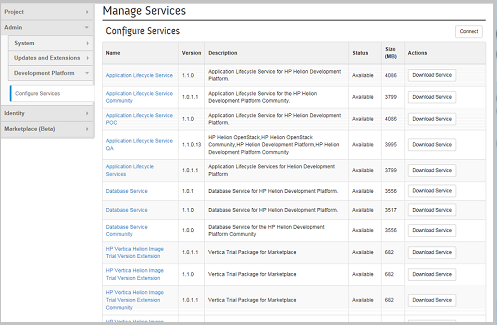 Project
Admin
System
Updates and Extensions
Development Platform
Configure Services
Identity
Marketplace (Beta)
Manage Services
Configure Services
Connect
Name Version Description Status Size (MB) Actions
Application Lifecycle Service 1.1.0 Application Lifecycle Service for HP Helion Development Platform. Available 4086 Download Service
Application Lifecycle Service Community 1.0.1.1 Application Lifecycle Service for the HP Helion Development Platform Community. Available 3799 Download Service
Application Lifecycle Service POC 1.1.0 Application Lifecycle Service for HP Helion Development Platform. Available 4086 Download Service
Application Lifecycle Service QA 1.1.0.13 HP Helion OpenStack,HP Helion OpenStack Community,HP Helion Development Platform,HP Helion Development Platform Community Available 3995 Download Service
Application Lifecycle Services 1.0.1.1 Application Lifecycle Services for Helion Development Platform Available 3799 Download Service
Database Service 1.0.1 Database Service for HP Helion Development Platform. Available 3556 Download Service
Database Service 1.1.0 Database Service for HP Helion Development Platform. Available 3517 Download Service
Database Service Community 1.0.0 Database Service for the HP Helion Development Platform Community Available 3556 Download Service
HP Vertica Helion Image Trial Version Extension 1.0.1.1 Vertica Trial Package for Marketplace Available 682 Download Service
HP Vertica Helion Image Trial Version Extension 1.1.0 Vertica Trial Package for Marketplace Available 682 Download Service
HP Vertica Helion Image Trial Version Extension Community 1.0.1.1 Vertica Trial Package for Marketplace Available 682 Download Service